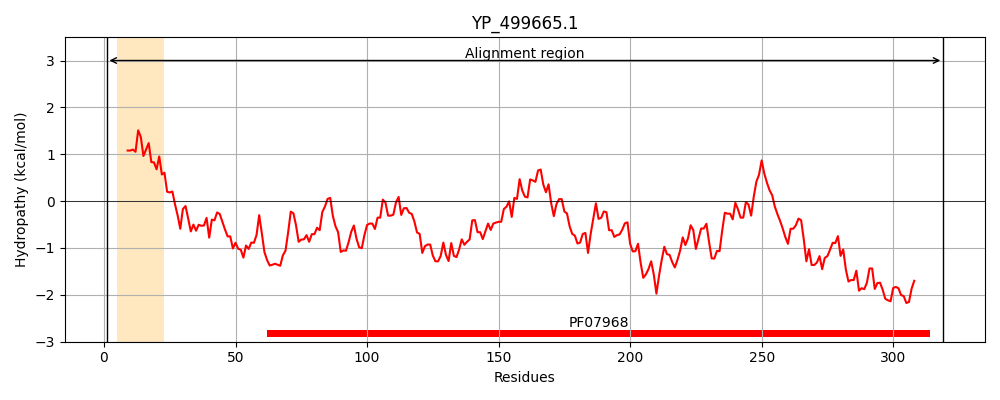 YP_499665.1
Alignment region
3
2
1
0
−1
−2
−3
Hydropathy (kcal/mol)
PF07968
0 50 100 150 200 250 300
Residues